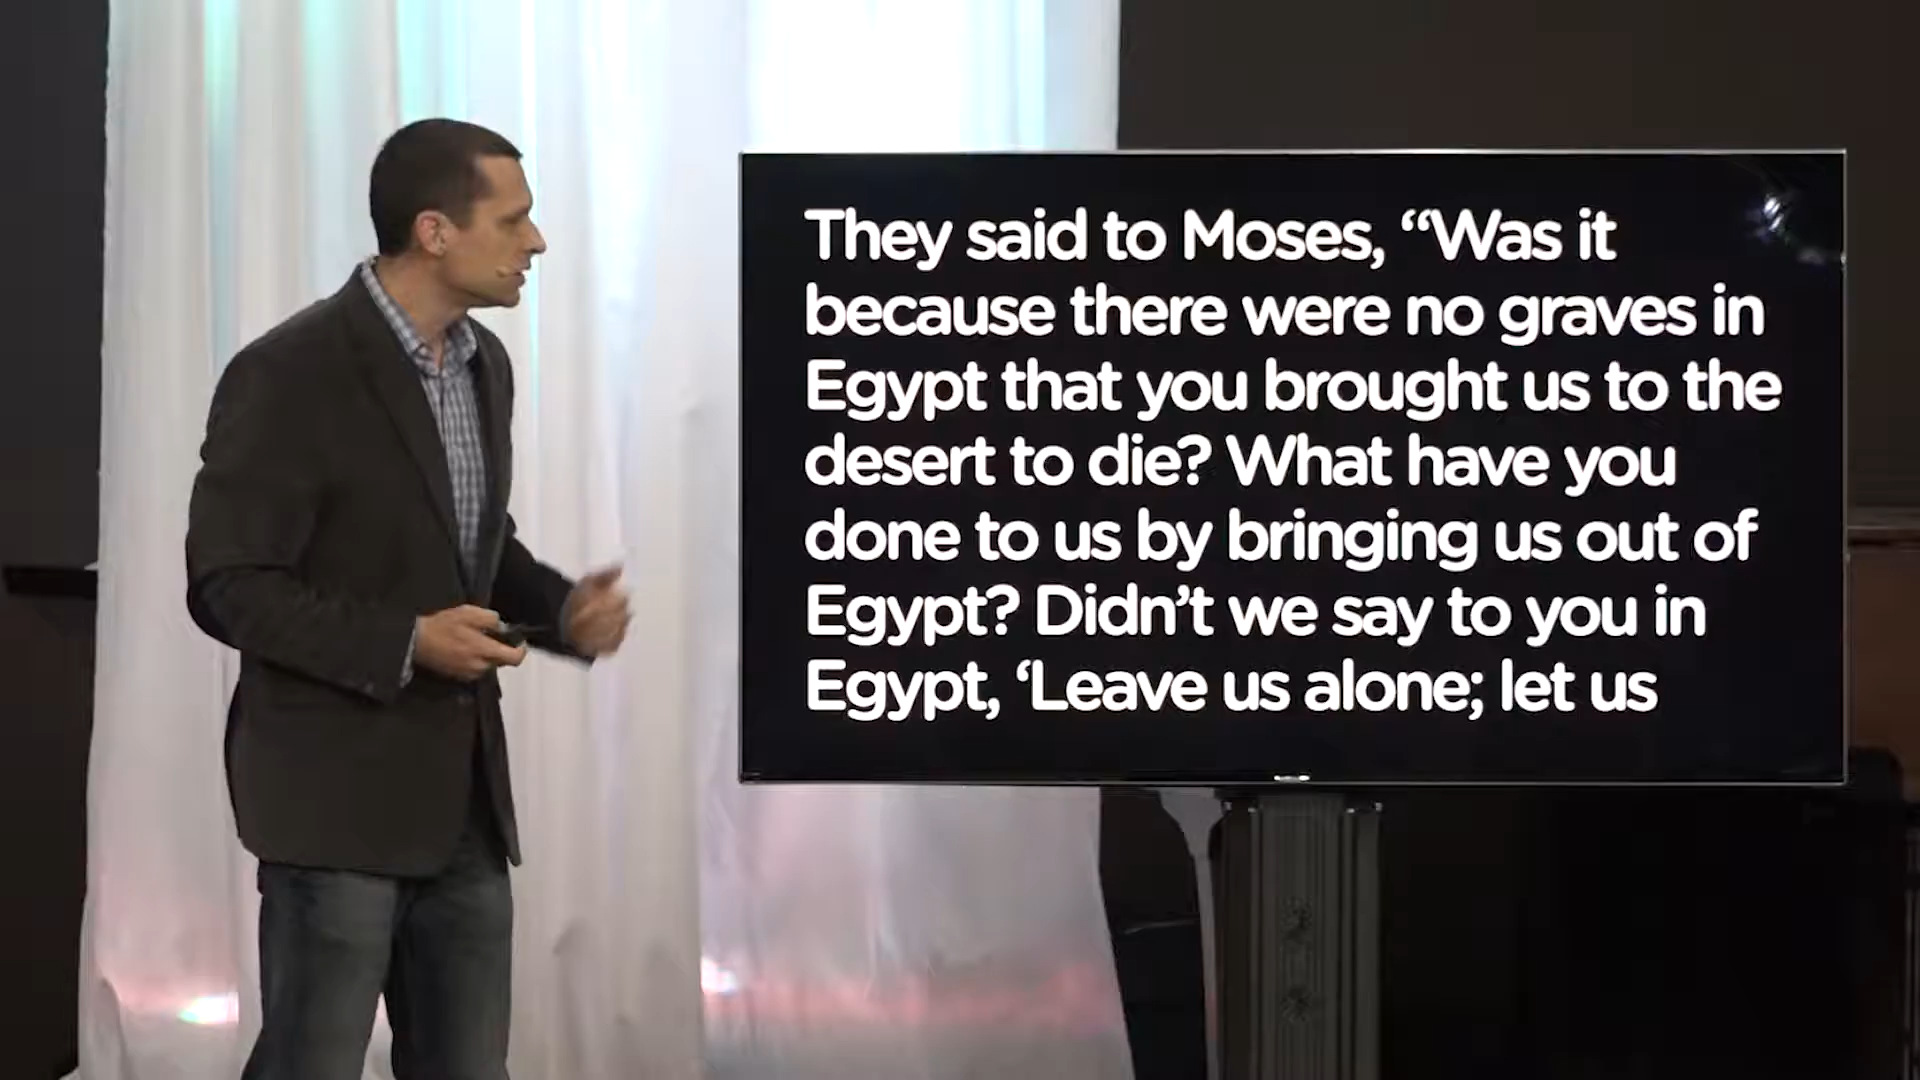 They said to Moses, “Was it
because there were no graves in
Egypt that you brought us to the
desert to die? What have you
done to us by bringing us out of
Egypt? Didn’t we say to you in
Egypt, ‘Leave us alone; let us